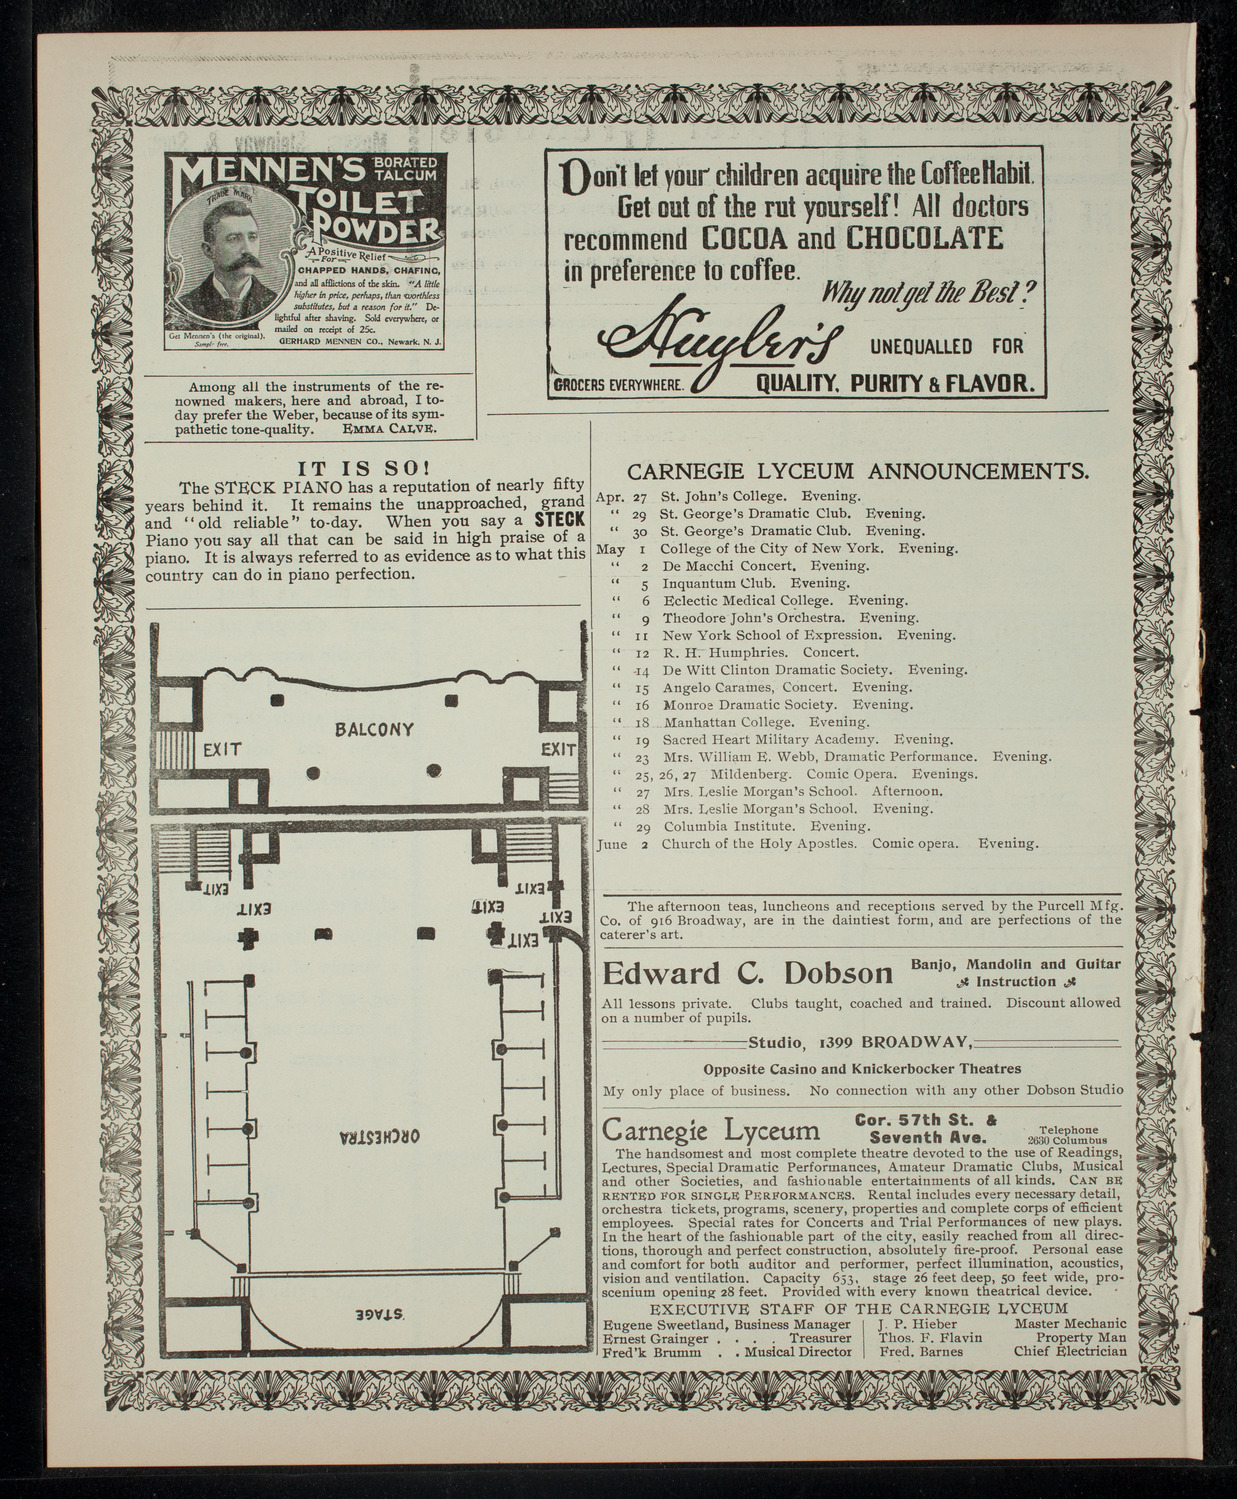 MENNEN'S BORATED TALCUM
TOILET
POWDER
TRADE MARK
A Positive Relief
For
CHAPPED HANDS, CHAFING,
and all afflictions of the skin. "A little
higher in price, perhaps, than worthless
substitutes, but a reason for it." De-
lightful after shaving. Sold everywhere, or
mailed on receipt of 25c.
Get Mennen's (the original).
Sample free.
GERHARD MENNEN CO., Newark, N. J.
Among all the instruments of the re-
nowned makers, here and abroad, I to-
day prefer the Weber, because of its sym-
pathetic tone-quality. EMMA CALVE.
Don't let your children acquire the Coffee Habit.
Get out of the rut yourself! All doctors
recommend COCOA and CHOCOLATE
in preference to coffee.
Why not get the Best?
Huyler's UNEQUALLED FOR
GROCERS EVERYWHERE. QUALITY, PURITY & FLAVOR.
IT IS SO!
The STECK PIANO has a reputation of nearly fifty
years behind it. It remains the unapproached, grand
and "old reliable" to-day. When you say a STECK
Piano you say all that can be said in high praise of a
piano. It is always referred to as evidence as to what this
country can do in piano perfection.
BALCONY
EXIT EXIT
EXIT EXIT
EXIT EXIT EXIT
EXIT
ORCHESTRA
STAGE.
CARNEGIE LYCEUM ANNOUNCEMENTS.
Apr. 27 St. John's College. Evening.
" 29 St. George's Dramatic Club. Evening.
" 30 St. George's Dramatic Club. Evening.
May 1 College of the City of New York. Evening.
" 2 De Macchi Concert. Evening.
" 5 Inquantum Club. Evening.
" 6 Eclectic Medical College. Evening.
" 9 Theodore John's Orchestra. Evening.
" 11 New York School of Expression. Evening.
" 12 R. H. Humphries. Concert.
" 14 De Witt Clinton Dramatic Society. Evening.
" 15 Angelo Carames, Concert. Evening.
" 16 Monroe Dramatic Society. Evening.
" 18 Manhattan College. Evening.
" 19 Sacred Heart Military Academy. Evening.
" 23 Mrs. William E. Webb, Dramatic Performance. Evening.
" 25, 26, 27 Mildenberg. Comic Opera. Evenings.
" 27 Mrs. Leslie Morgan's School. Afternoon.
" 28 Mrs. Leslie Morgan's School. Evening.
" 29 Columbia Institute. Evening.
June 2 Church of the Holy Apostles. Comic opera. Evening.
The afternoon teas, luncheons and receptions served by the Purcell Mfg.
Co. of 916 Broadway, are in the daintiest form, and are perfections of the
caterer's art.
Edward C. Dobson Banjo, Mandolin and Guitar
Instruction
All lessons private. Clubs taught, coached and trained. Discount allowed
on a number of pupils.
Studio, 1399 BROADWAY,
Opposite Casino and Knickerbocker Theatres
My only place of business. No connection with any other Dobson Studio
Carnegie Lyceum Cor. 57th St. & Seventh Ave. Telephone 2630 Columbus
The handsomest and most complete theatre devoted to the use of Readings,
Lectures, Special Dramatic Performances, Amateur Dramatic Clubs, Musical
and other Societies, and fashionable entertainments of all kinds. CAN BE
RENTED FOR SINGLE PERFORMANCES. Rental includes every necessary detail,
orchestra tickets, programs, scenery, properties and complete corps of efficient
employees. Special rates for Concerts and Trial Performances of new plays.
In the heart of the fashionable part of the city, easily reached from all direc-
tions, thorough and perfect construction, absolutely fire-proof. Personal ease
and comfort for both auditor and performer, perfect illumination, acoustics,
vision and ventilation. Capacity 653, stage 26 feet deep, 50 feet wide, pro-
scenium opening 28 feet. Provided with every known theatrical device.
EXECUTIVE STAFF OF THE CARNEGIE LYCEUM
Eugene Sweetland, Business Manager J. P. Hieber Master Mechanic
Ernest Grainger . . . . Treasurer Thos. F. Flavin Property Man
Fred'k Brumm . . Musical Director Fred. Barnes Chief Electrician